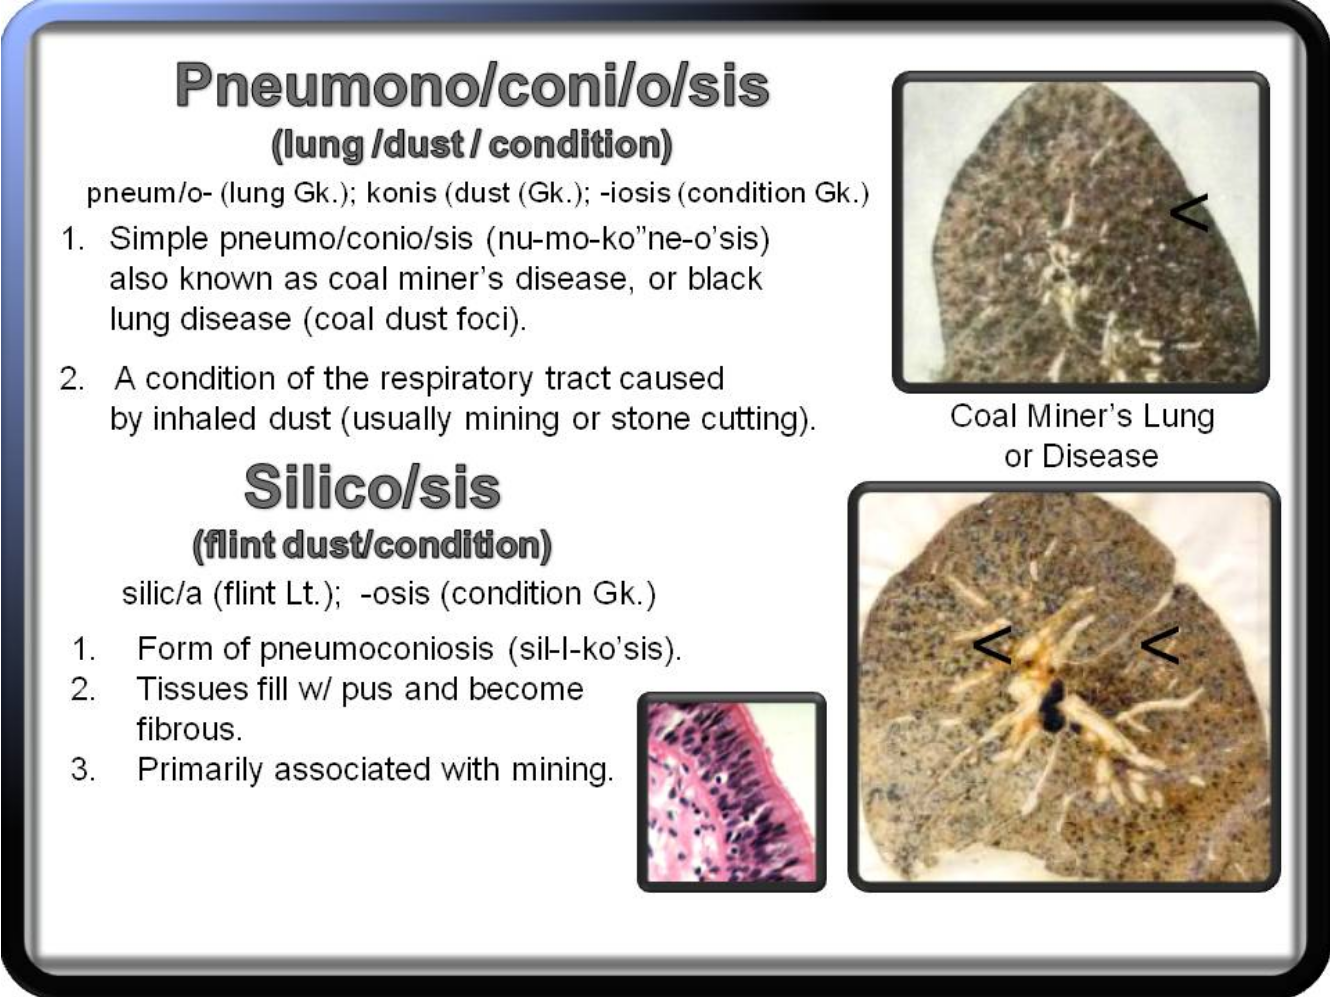 Pneumono/coni/o/sis
(lung /dust / condition)
pneum/o- (lung Gk.); konis (dust (Gk.); -iosis (condition Gk.)
1. Simple pneumo/conio/sis (nu-mo-ko”ne-o’sis)
also known as coal miner’s disease, or black
lung disease (coal dust foci).
2. A condition of the respiratory tract caused
by inhaled dust (usually mining or stone cutting).
<
Coal Miner’s Lung
or Disease
Silico/sis
(flint dust/condition)
silic/a (flint Lt.); -osis (condition Gk.)
1. Form of pneumoconiosis (sil-I-ko’sis).
2. Tissues fill w/ pus and become
fibrous.
3. Primarily associated with mining.
< <